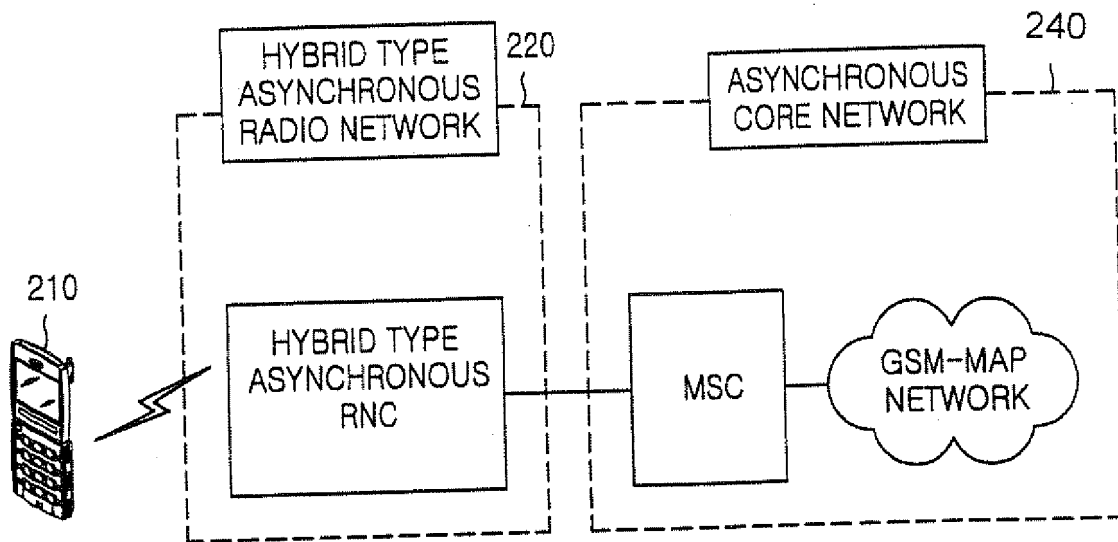 HYBRID TYPE
ASYNCHRONOUS
RADIO NETWORK
220
ASYNCHRONOUS
CORE NETWORK
240
210
HYBRID TYPE
ASYNCHRONOUS
RNC
MSC
GSM-MAP
NETWORK